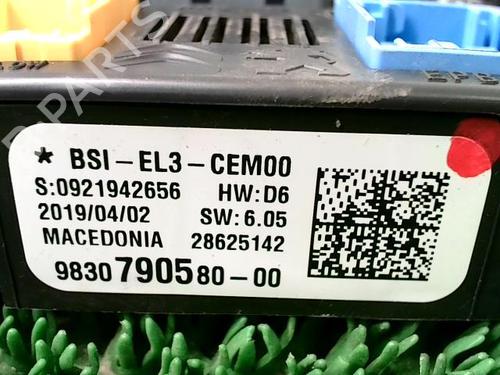 * BSI-EL3-CEM00
S:0921942656 HW:D6
2019/04/02 SW:6.05
MACEDONIA 28625142
9830790580-00